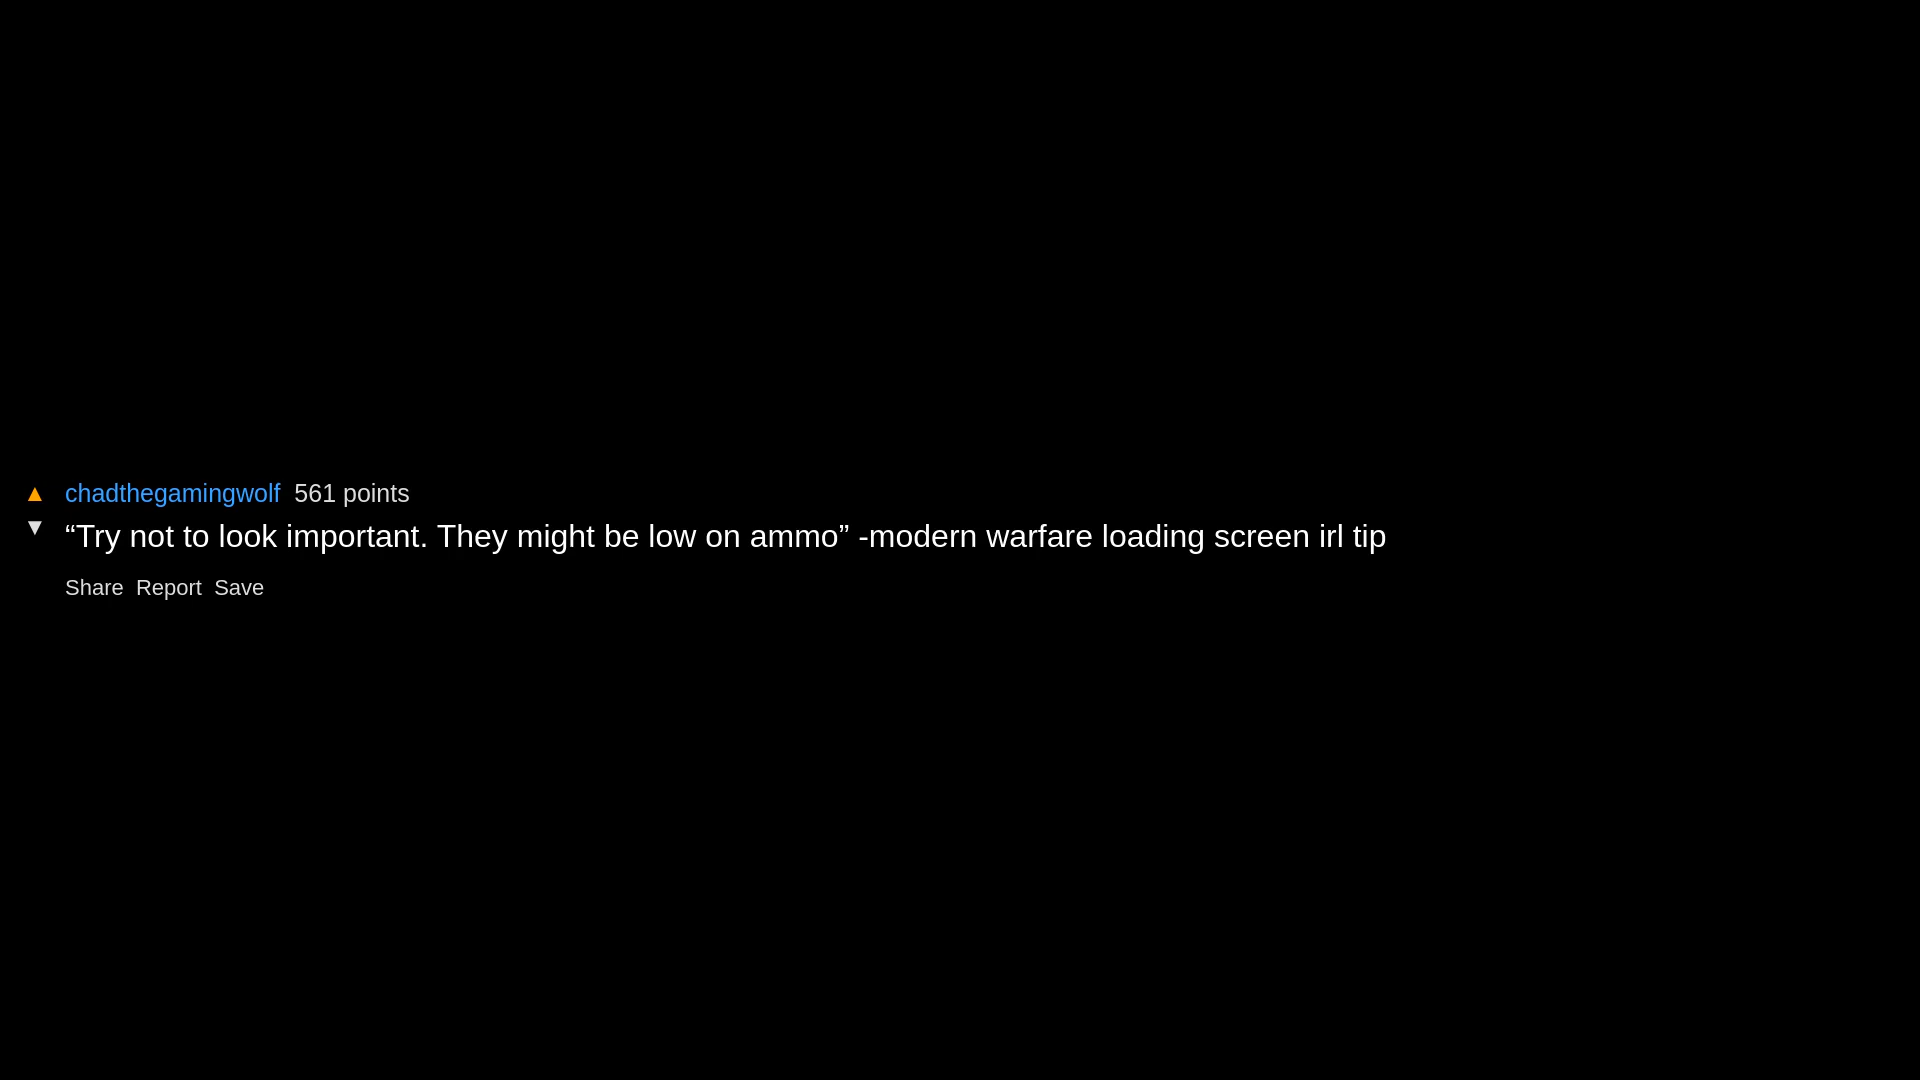 chadthegamingwolf 561 points
“Try not to look important. They might be low on ammo” -modern warfare loading screen irl tip
Share Report Save